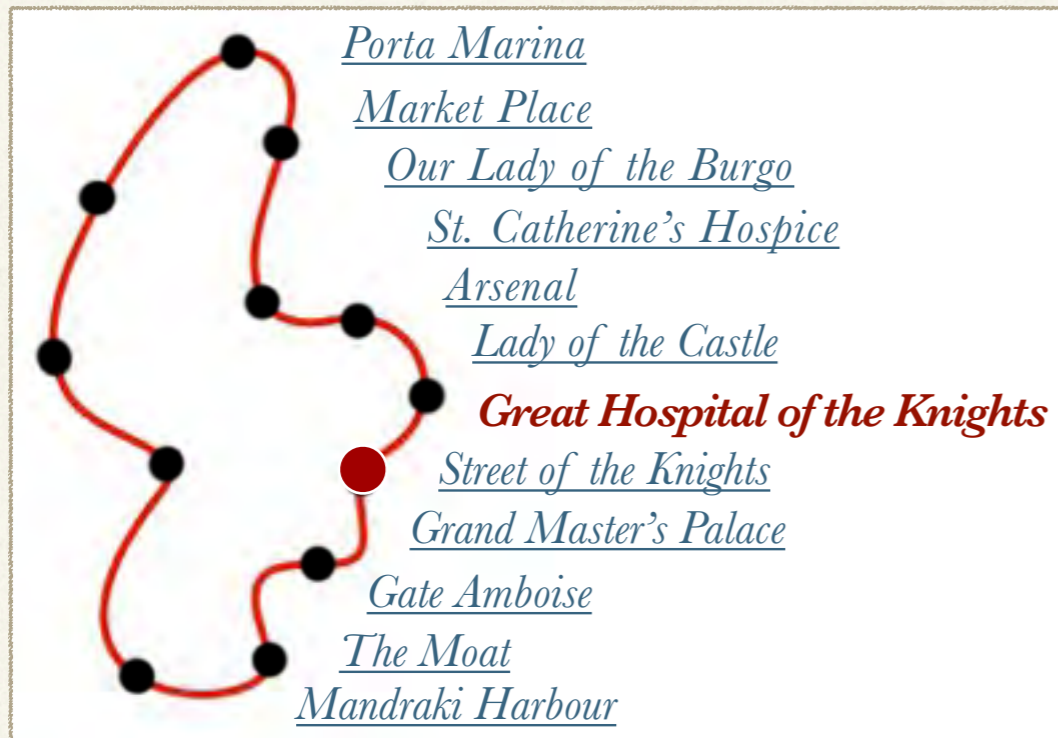 Porta Marina
Market Place
Our Lady of the Burgo
St. Catherine’s Hospice
Arsenal
Lady of the Castle
Great Hospital of the Knights
Street of the Knights
Grand Master’s Palace
Gate Amboise
The Moat
Mandraki Harbour